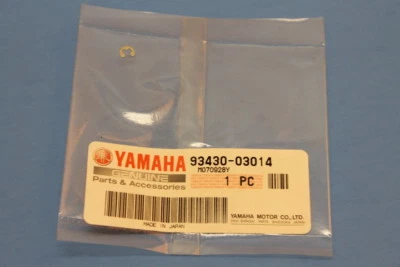 YAMAHA 93430-03014
M070928Y
GENUINE
Parts & Accessories
1 PC
MADE IN JAPAN
YAMAHA MOTOR CO.,LTD.